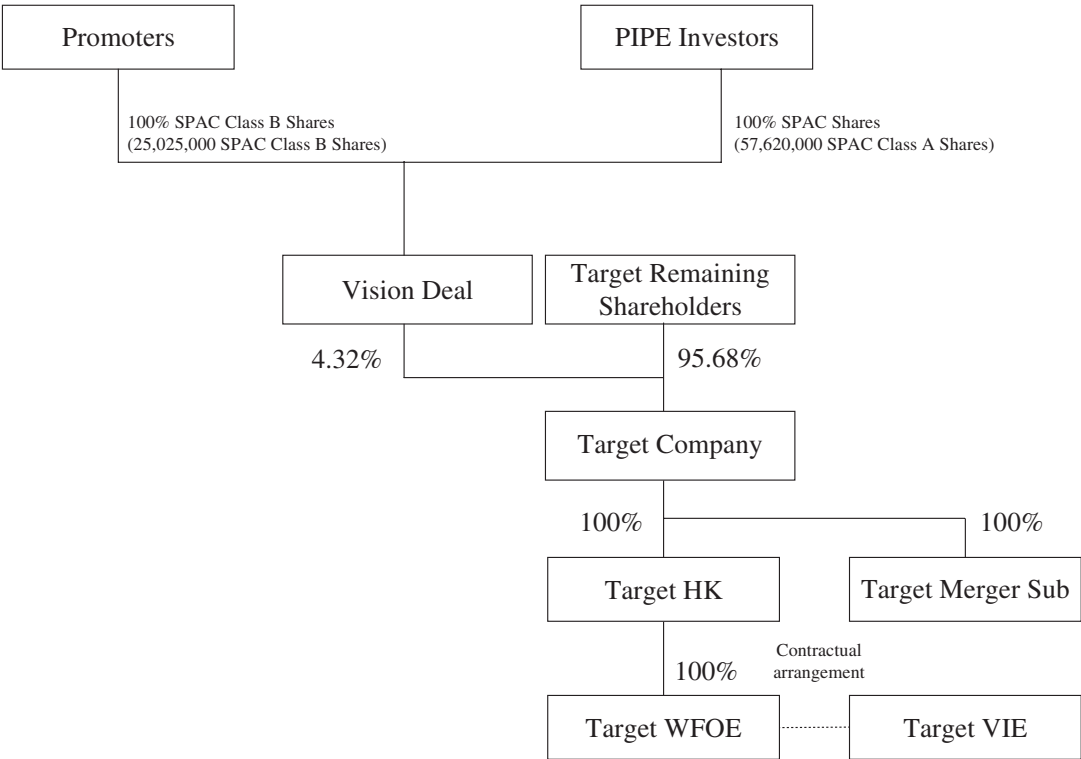 Promoters
PIPE Investors
100% SPAC Class B Shares
(25,025,000 SPAC Class B Shares)
100% SPAC Shares
(57,620,000 SPAC Class A Shares)
Vision Deal
Target Remaining
Shareholders
4.32%
95.68%
Target Company
100%
100%
Target HK
Target Merger Sub
100%
Contractual
arrangement
Target WFOE
Target VIE